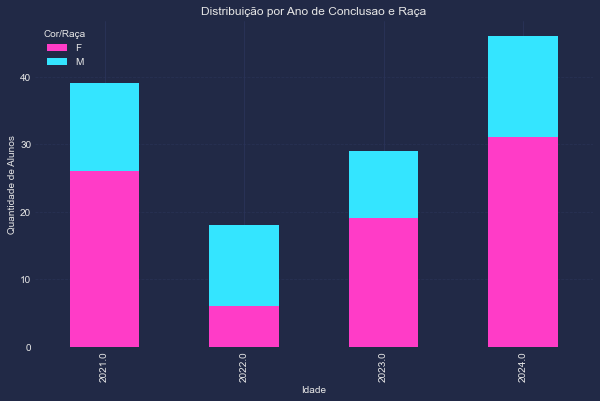 Distribuição por Ano de Conclusao e Raça
Cor/Raça
F
M
Quantidade de Alunos
40
30
20
10
0
2021.0
2022.0
2023.0
2024.0
Idade